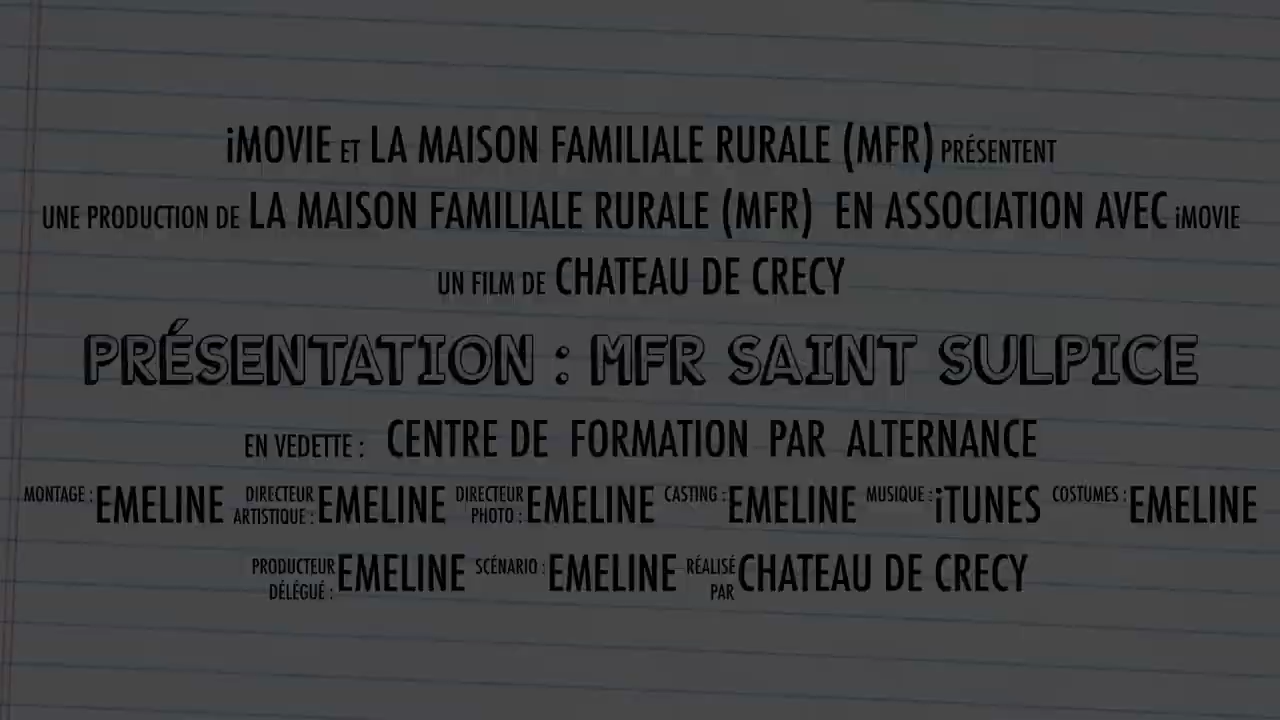 iMOVIE ET LA MAISON FAMILIALE RURALE (MFR) PRÉSENTENT
UNE PRODUCTION DE LA MAISON FAMILIALE RURALE (MFR) EN ASSOCIATION AVEC iMOVIE
UN FILM DE CHATEAU DE CRECY
PRÉSENTATION : MFR SAINT SULPICE
EN VEDETTE : CENTRE DE FORMATION PAR ALTERNANCE
MONTAGE : EMELINE DIRECTEUR ARTISTIQUE : EMELINE DIRECTEUR PHOTO : EMELINE CASTING : EMELINE MUSIQUE : iTUNES COSTUMES : EMELINE
PRODUCTEUR DÉLÉGUÉ : EMELINE SCÉNARIO : EMELINE RÉALISÉ PAR CHATEAU DE CRECY